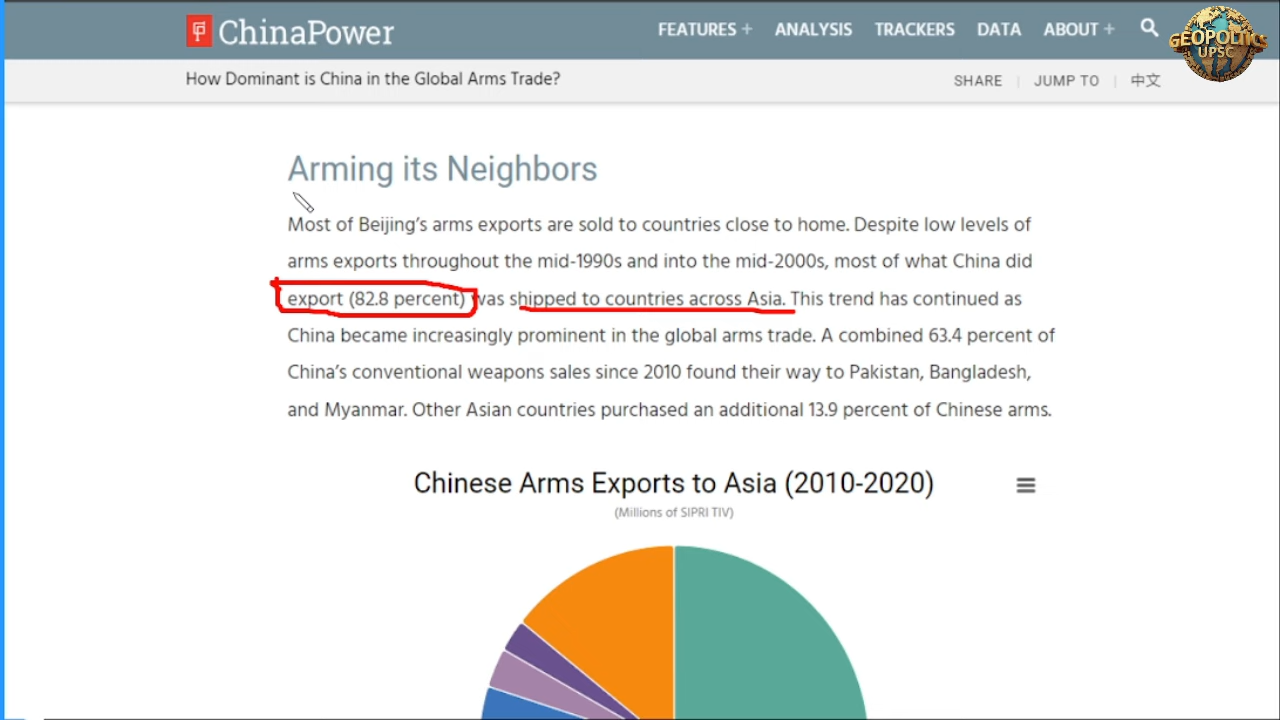 ChinaPower
FEATURES + ANALYSIS TRACKERS DATA ABOUT +
GEOPOLITICS
UPSC
How Dominant is China in the Global Arms Trade?
SHARE | JUMP TO | 中文
Arming its Neighbors
Most of Beijing's arms exports are sold to countries close to home. Despite low levels of
arms exports throughout the mid-1990s and into the mid-2000s, most of what China did
export (82.8 percent) was shipped to countries across Asia. This trend has continued as
China became increasingly prominent in the global arms trade. A combined 63.4 percent of
China's conventional weapons sales since 2010 found their way to Pakistan, Bangladesh,
and Myanmar. Other Asian countries purchased an additional 13.9 percent of Chinese arms.
Chinese Arms Exports to Asia (2010-2020)
(Millions of SIPRI TIV)